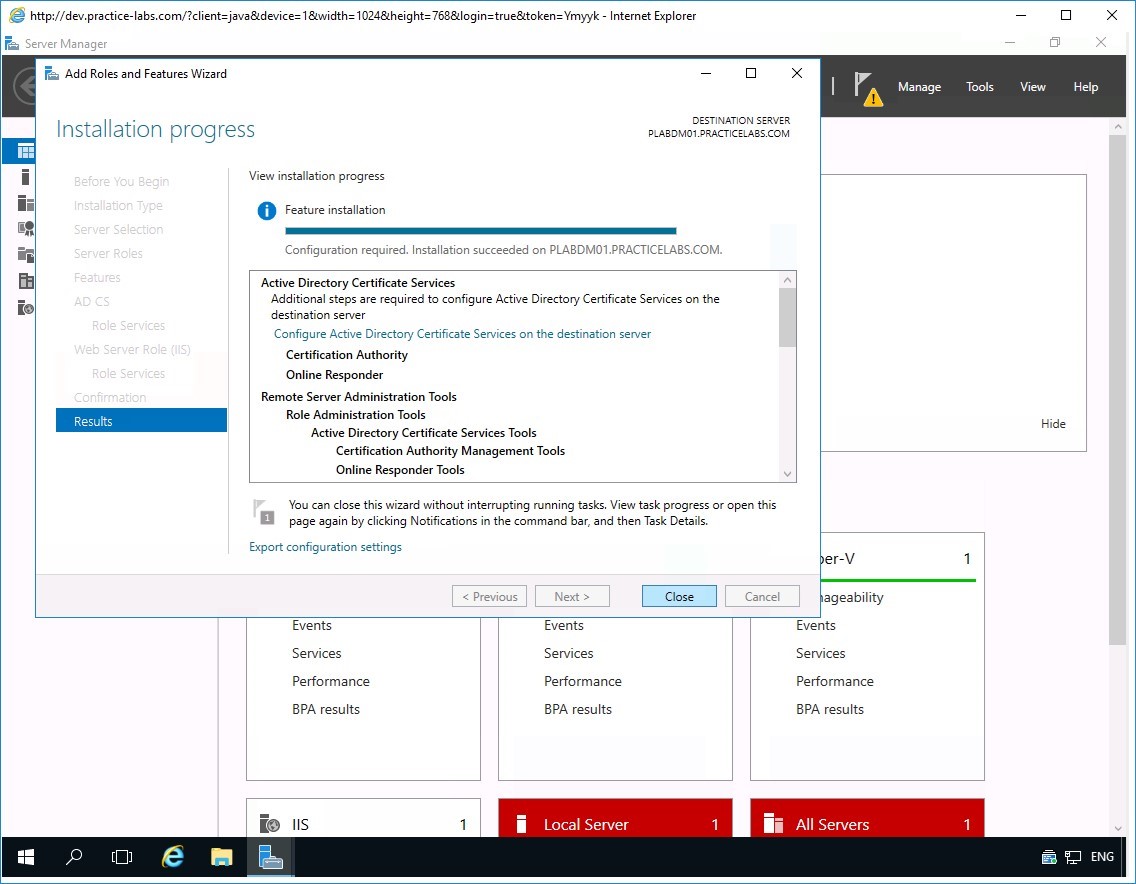 http://dev.practice-labs.com/?client=java&device=1&width=1024&height=768&login=true&token=Ymyyk - Internet Explorer
Server Manager
Add Roles and Features Wizard
Manage Tools View Help
Installation progress
DESTINATION SERVER
PLABDM01.PRACTICELABS.COM
Before You Begin
Installation Type
Server Selection
Server Roles
Features
AD CS
Role Services
Web Server Role (IIS)
Role Services
Confirmation
Results
View installation progress
Feature installation
Configuration required. Installation succeeded on PLABDM01.PRACTICELABS.COM.
Active Directory Certificate Services
Additional steps are required to configure Active Directory Certificate Services on the
destination server
Configure Active Directory Certificate Services on the destination server
Certification Authority
Online Responder
Remote Server Administration Tools
Role Administration Tools
Active Directory Certificate Services Tools
Certification Authority Management Tools
Online Responder Tools
1
You can close this wizard without interrupting running tasks. View task progress or open this
page again by clicking Notifications in the command bar, and then Task Details.
Export configuration settings
< Previous Next > Close Cancel
Hide
per-V 1
nageability
Events
Services
Performance
BPA results
Events
Services
Performance
BPA results
Events
Services
Performance
BPA results
IIS 1
Local Server 1
All Servers 1
ENG